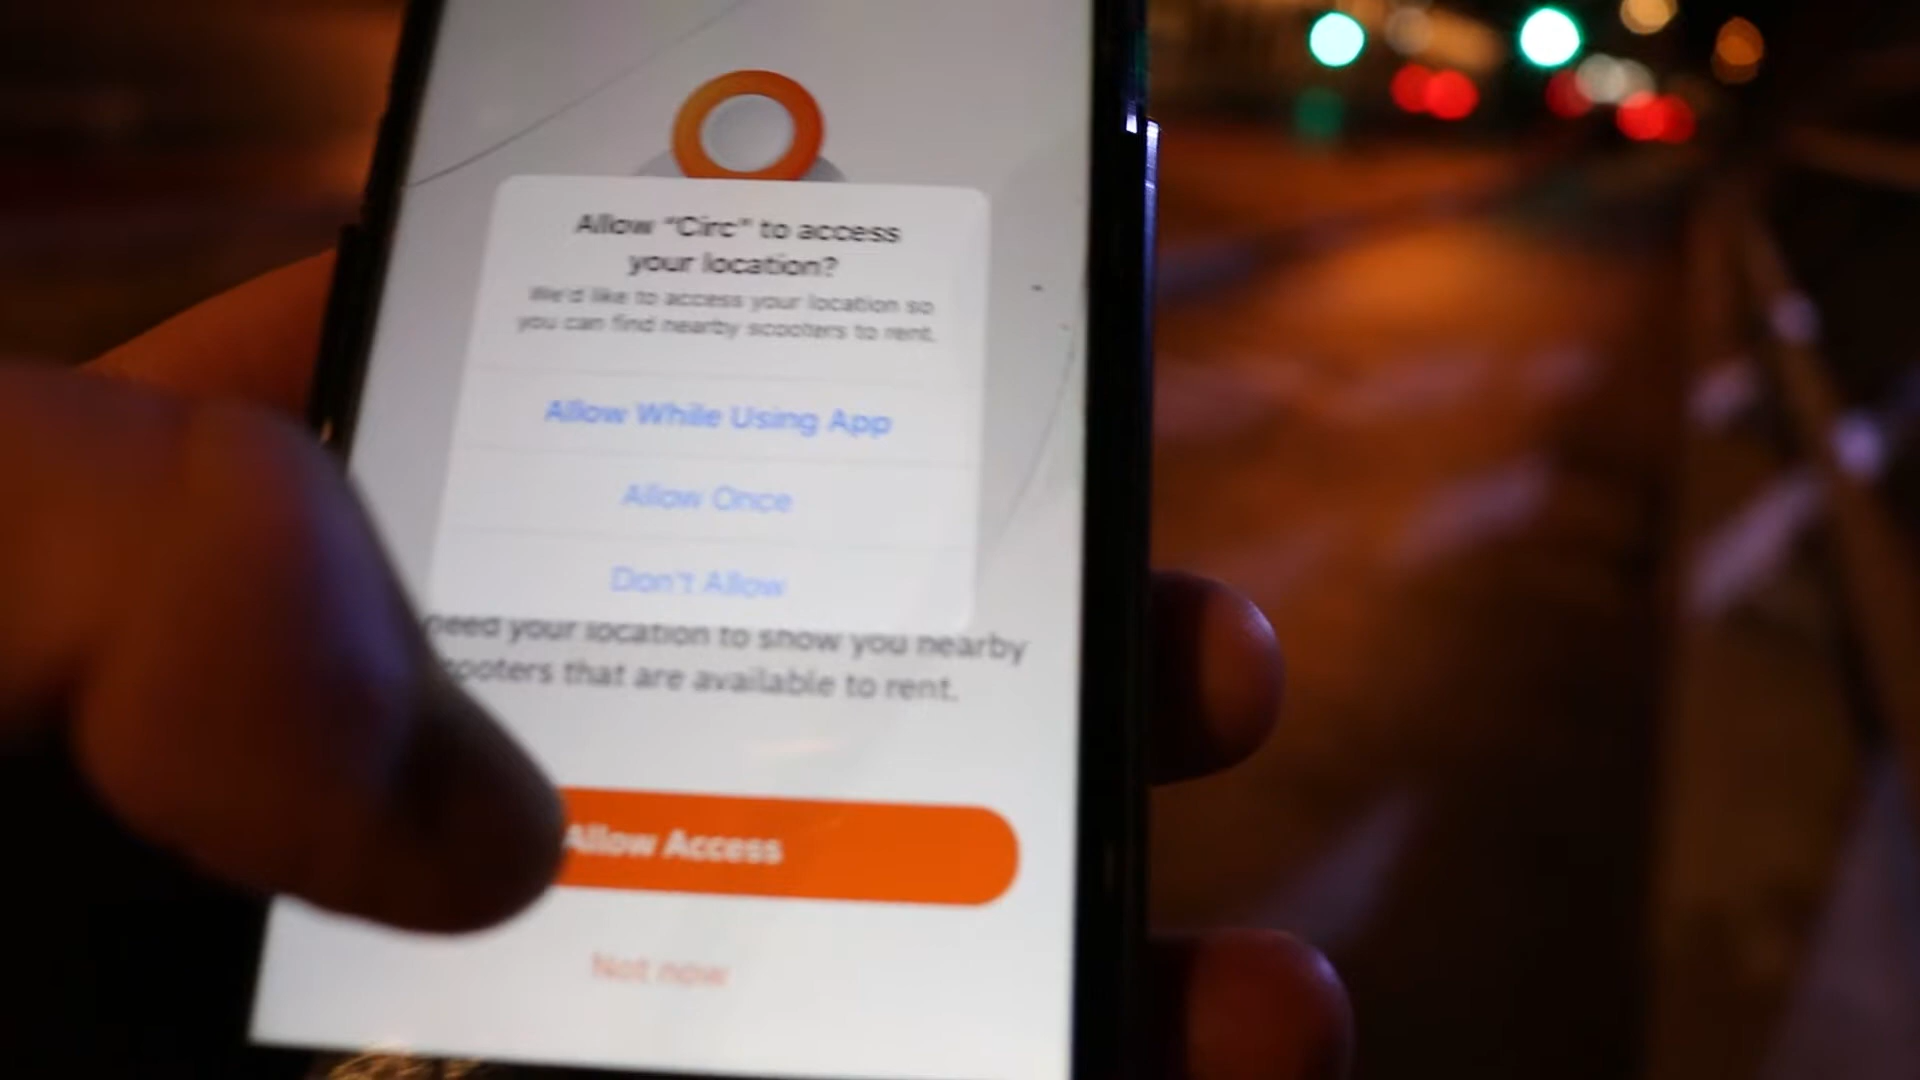 Allow "Circ" to access
your location?
We'd like to access your location so
you can find nearby scooters to rent.
Allow While Using App
Allow Once
Don't Allow
need your location to show you nearby
scooters that are available to rent.
Allow Access
Not now